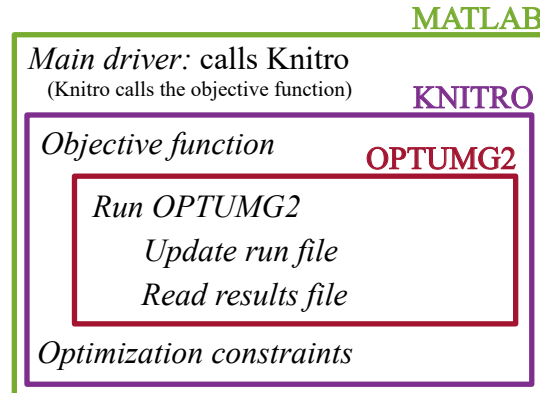 MATLAB
Main driver: calls Knitro
(Knitro calls the objective function)
KNITRO
Objective function
OPTUMG2
Run OPTUMG2
Update run file
Read results file
Optimization constraints